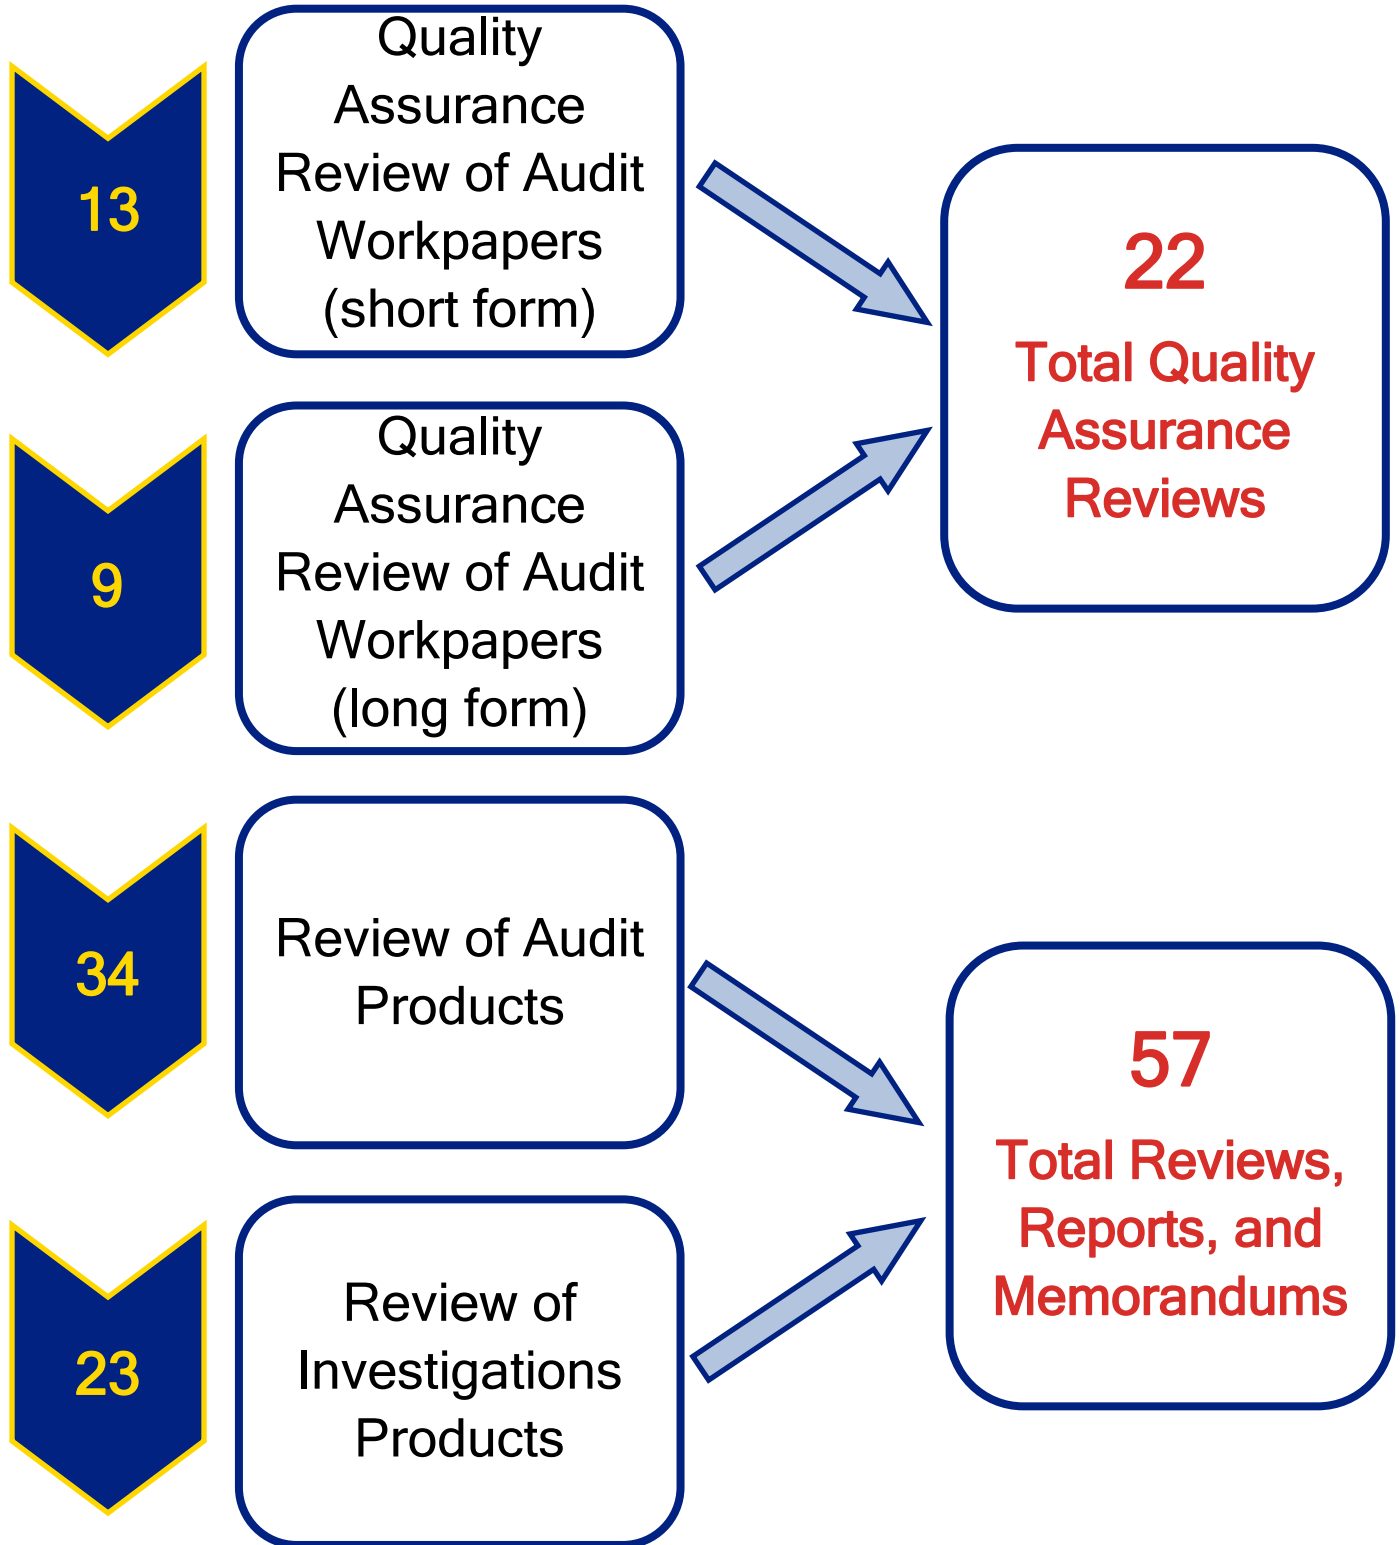 13
Quality
Assurance
Review of Audit
Workpapers
(short form)
9
Quality
Assurance
Review of Audit
Workpapers
(long form)
22
Total Quality
Assurance
Reviews
34
Review of Audit
Products
23
Review of
Investigations
Products
57
Total Reviews,
Reports, and
Memorandums